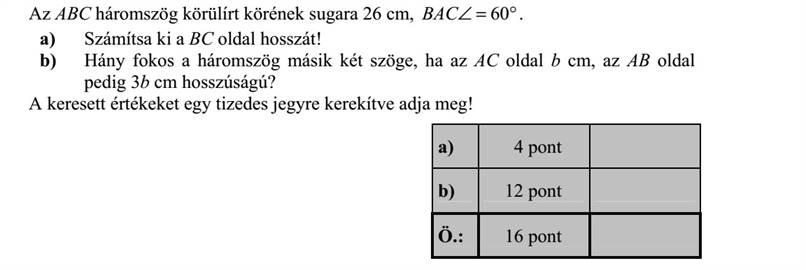 Az ABC háromszög körülírt körének sugara 26 cm, BAC∠ = 60°.
a) Számítsa ki a BC oldal hosszát!
b) Hány fokos a háromszög másik két szöge, ha az AC oldal b cm, az AB oldal
pedig 3b cm hosszúságú?
A keresett értékeket egy tizedes jegyre kerekítve adja meg!
a) 4 pont
b) 12 pont
Ö.: 16 pont